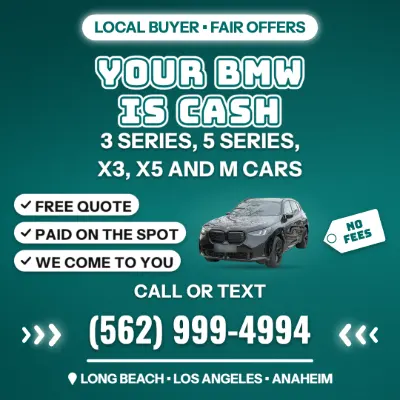 LOCAL BUYER • FAIR OFFERS
YOUR BMW
IS CASH
3 SERIES, 5 SERIES,
X3, X5 AND M CARS
FREE QUOTE
PAID ON THE SPOT
WE COME TO YOU
NO
FEES
CALL OR TEXT
(562) 999-4994
LONG BEACH • LOS ANGELES • ANAHEIM